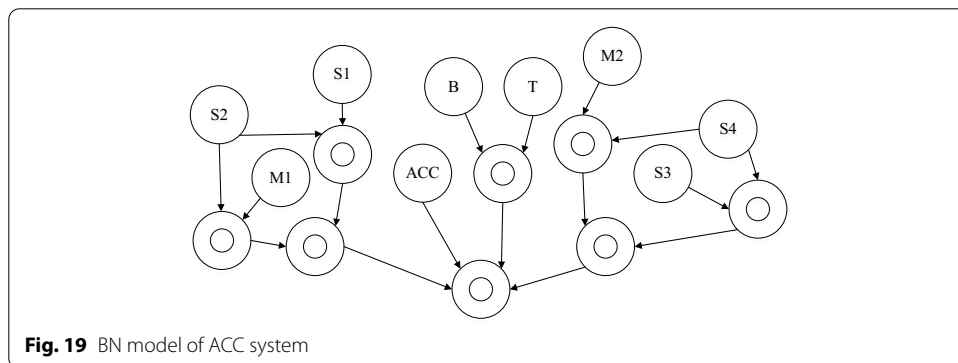 S1
M2
B
T
S2
S4
M1
ACC
S3
Fig. 19 BN model of ACC system